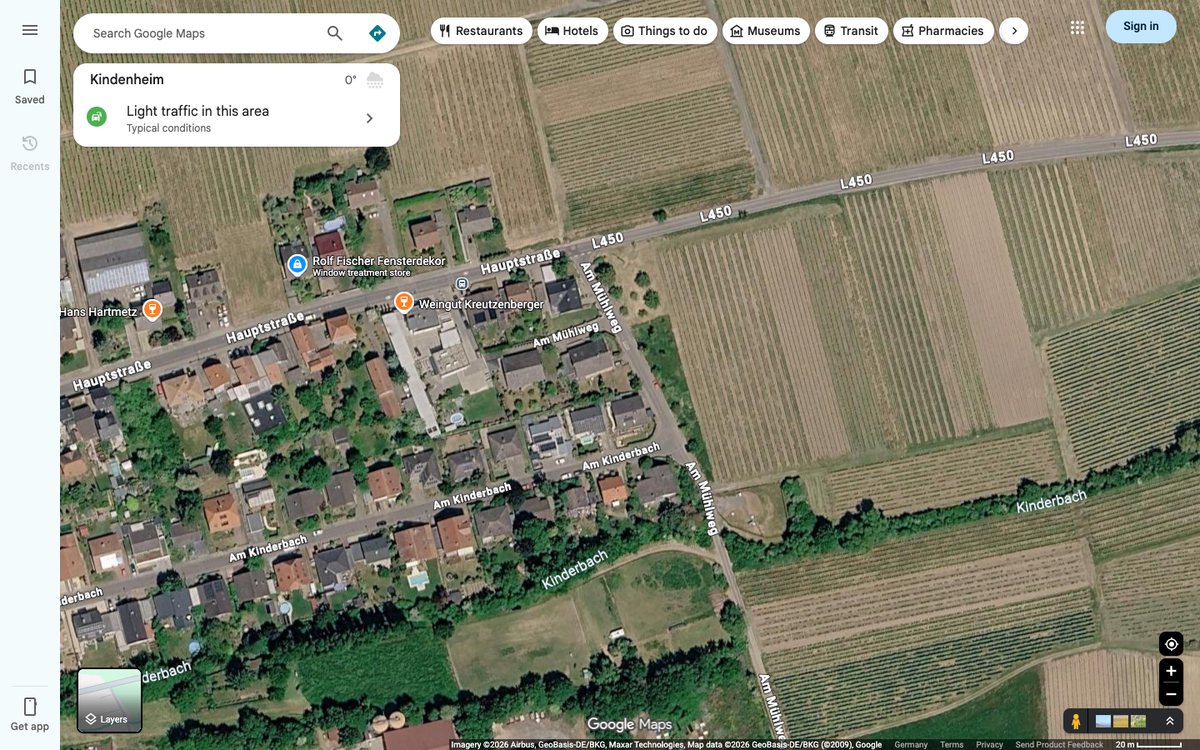 Search Google Maps
Restaurants
Hotels
Things to do
Museums
Transit
Pharmacies
Sign in
Saved
Recents
Kindenheim
0°
Light traffic in this area
Typical conditions
L450
L450
L450
L450
L450
Hauptstraße
Rolf Fischer Fensterdekor
Window treatment store
Am Mühlweg
Weingut Kreutzenberger
Hans Hartmetz
Hauptstraße
Am Mühlweg
Hauptstraße
Am Kinderbach
Am Mühlweg
Am Kinderbach
Kinderbach
Am Kinderbach
Kinderbach
derbach
Am Mühlweg
derbach
Layers
Get app
Google Maps
Imagery ©2026 Airbus, GeoBasis-DE/BKG, Maxar Technologies, Map data ©2026 GeoBasis-DE/BKG (©2009), Google
Germany
Terms
Privacy
Send Product Feedback
20 m